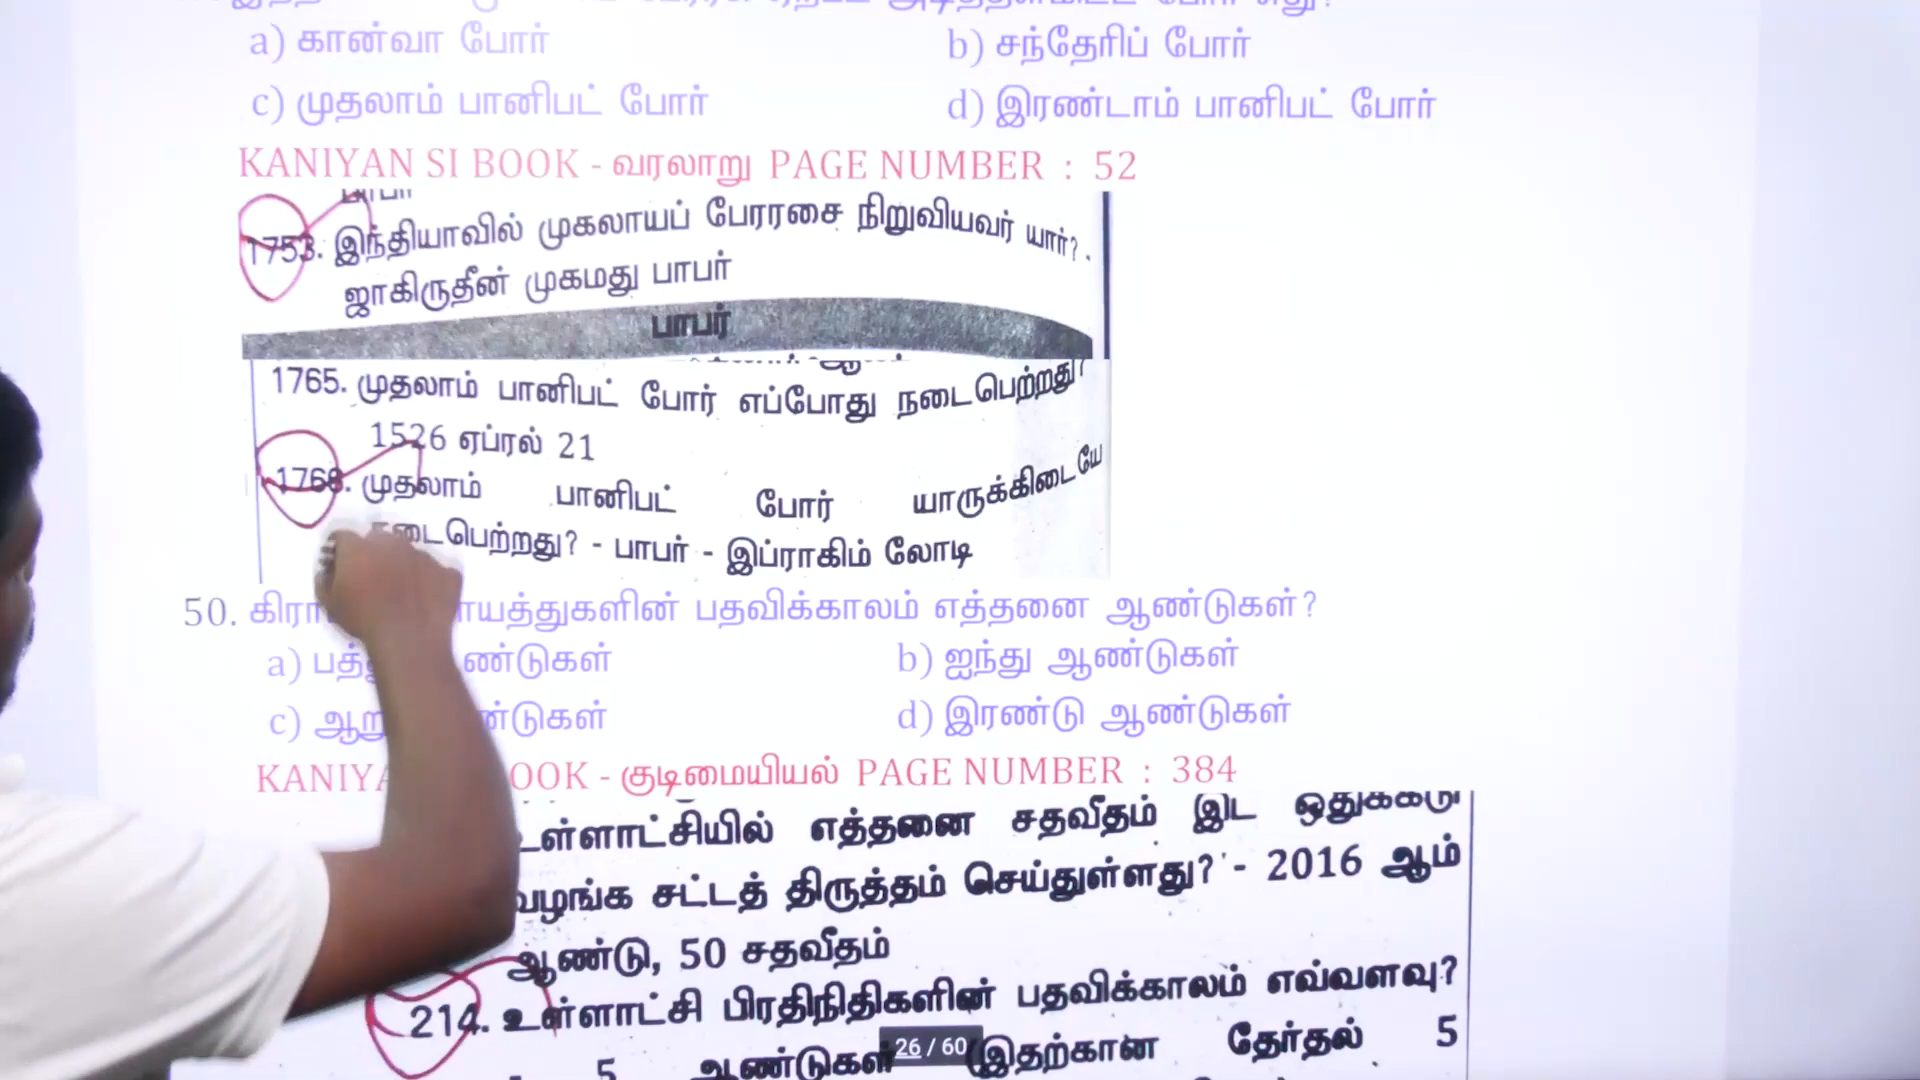 a) கான்வா போர்
b) சந்தேரிப் போர்
c) முதலாம் பானிபட் போர்
d) இரண்டாம் பானிபட் போர்
KANIYAN SI BOOK - வரலாறு PAGE NUMBER : 52
1753. இந்தியாவில் முகலாயப் பேரரசை நிறுவியவர் யார்?
ஜாகிருதீன் முகமது பாபர்
பாபர்
1765. முதலாம் பானிபட் போர் எப்போது நடைபெற்றது?
1526 ஏப்ரல் 21
1768. முதலாம் பானிபட் போர் யாருக்கிடையே
நடைபெற்றது? - பாபர் - இப்ராகிம் லோடி
50. யத்துகளின் பதவிக்காலம் எத்தனை ஆண்டுகள்?
a) ண்டுகள்
b) ஐந்து ஆண்டுகள்
c) ண்டுகள்
d) இரண்டு ஆண்டுகள்
KANIYA OOK - குடிமையியல் PAGE NUMBER : 384
உள்ளாட்சியில் எத்தனை சதவீதம் இட ஒதுக்கீடு
வழங்க சட்டத் திருத்தம் செய்துள்ளது? - 2016 ஆம்
ஆண்டு, 50 சதவீதம்
214. உள்ளாட்சி பிரதிநிதிகளின் பதவிக்காலம் எவ்வளவு?
5 ஆண்டுகள் (இதற்கான தேர்தல் 5
26 / 60